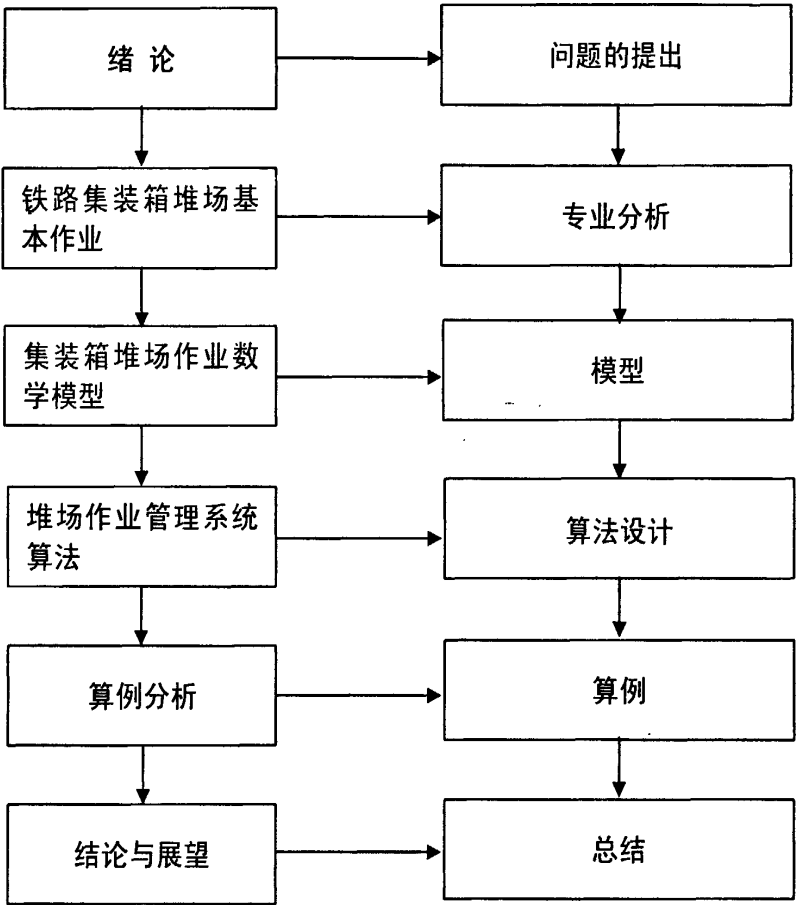 绪 论
问题的提出
铁路集装箱堆场基
本作业
专业分析
集装箱堆场作业数
学模型
模型
堆场作业管理系统
算法
算法设计
算例分析
算例
结论与展望
总结